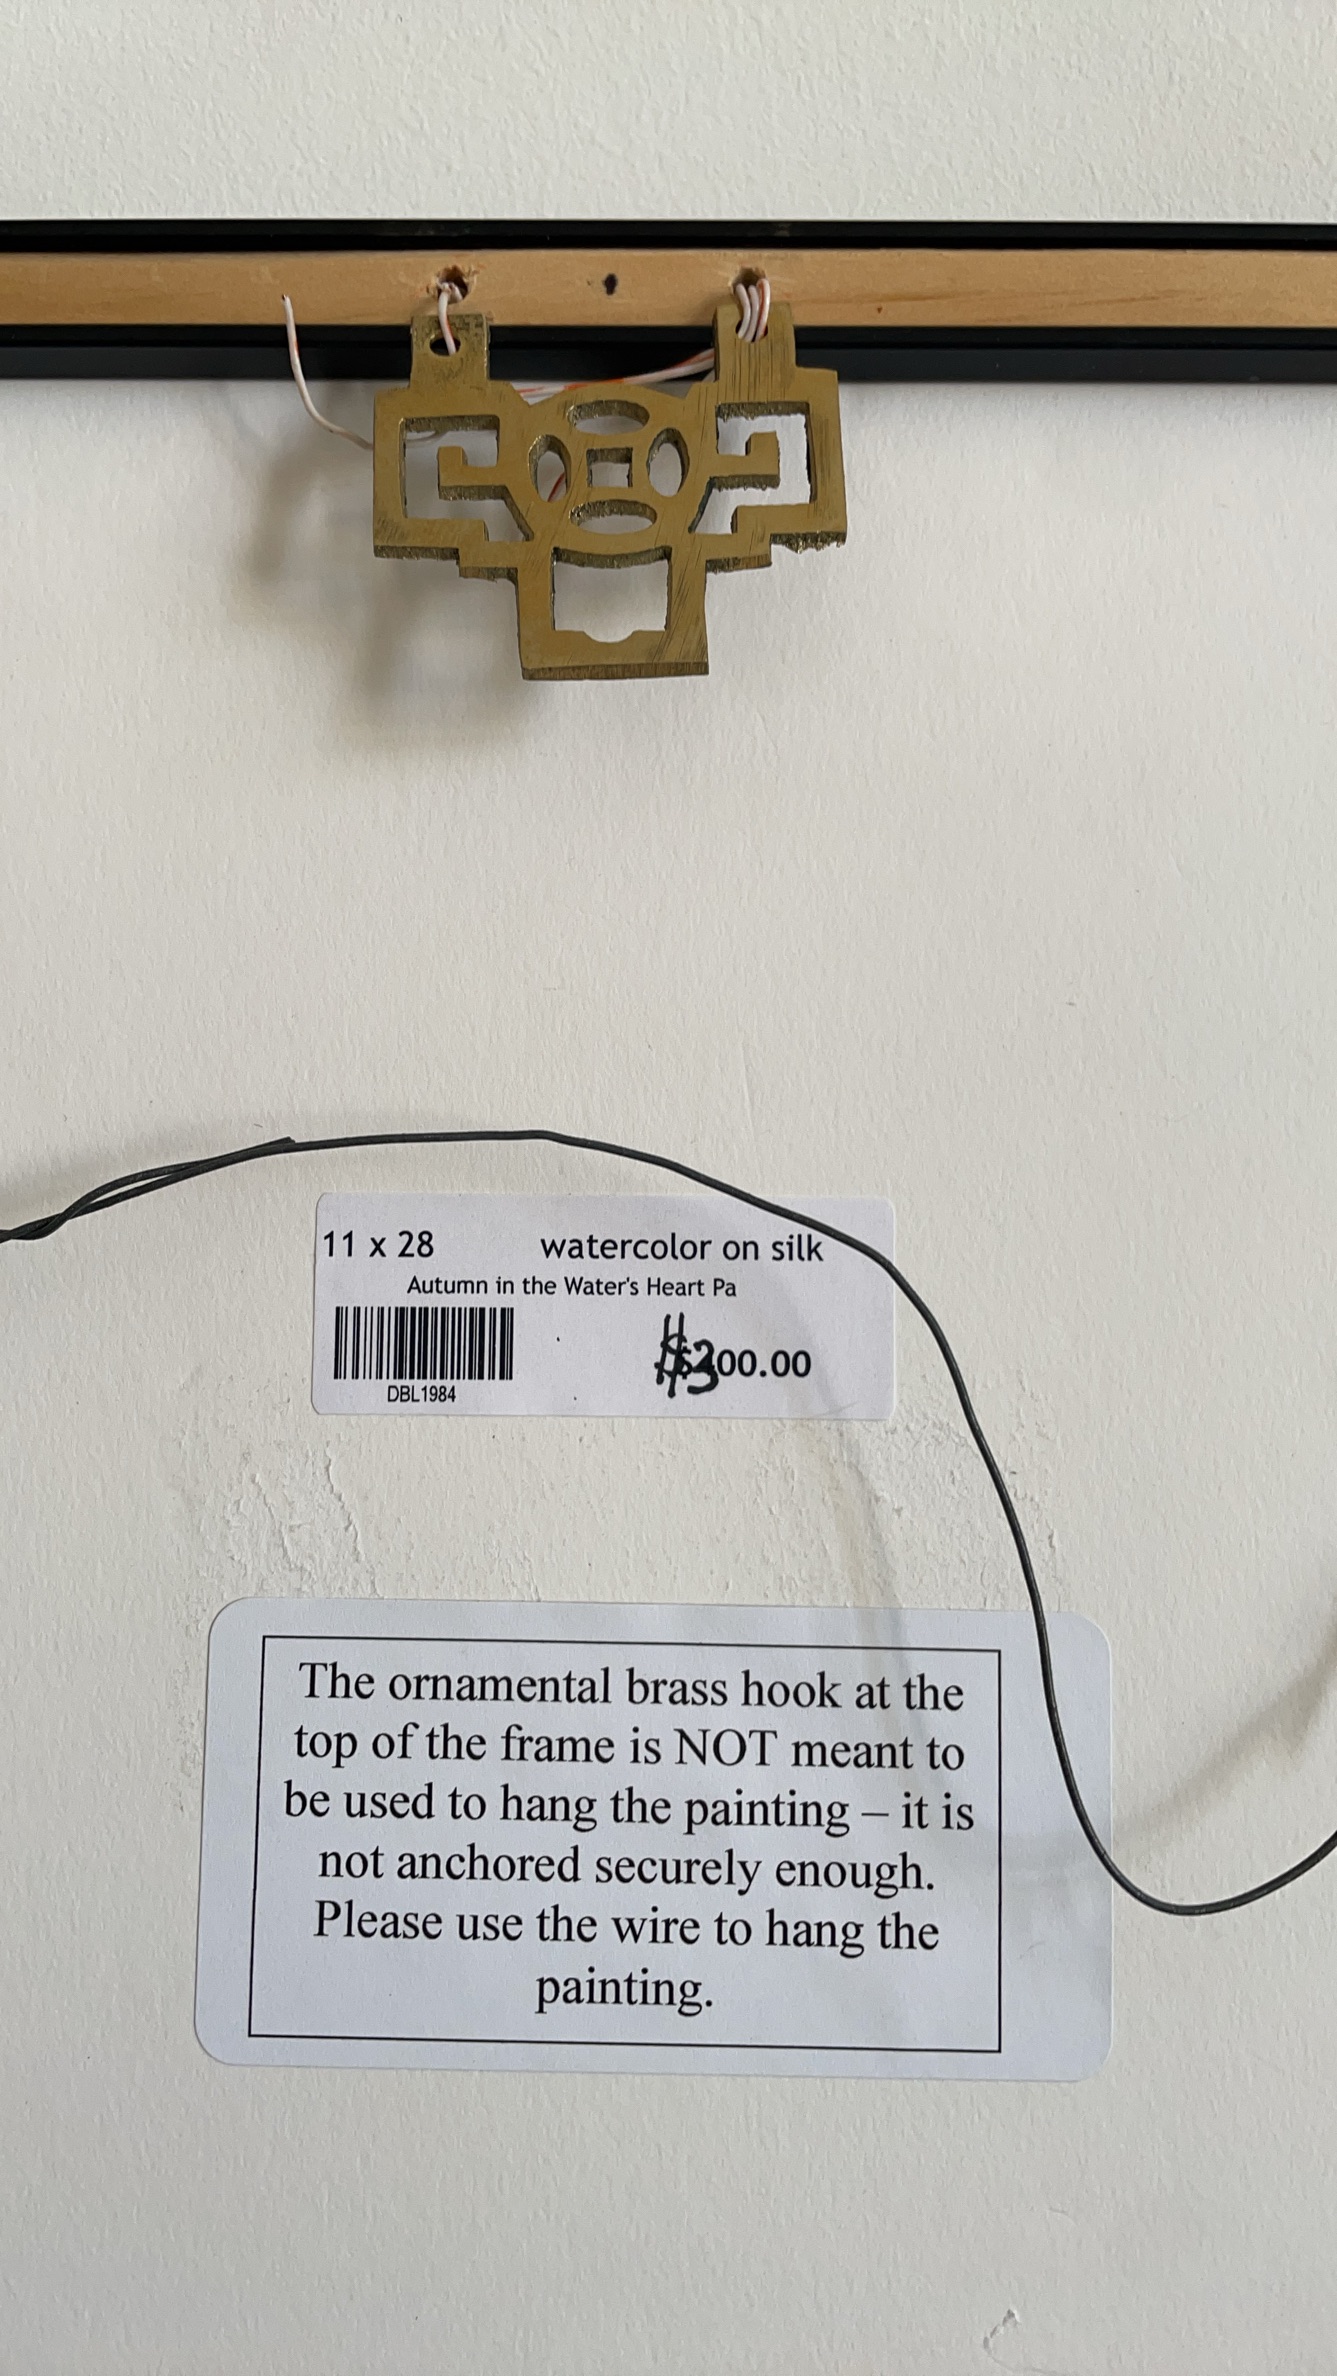 11 x 28 watercolor on silk
Autumn in the Water's Heart Pa
$300.00
DBL1984
The ornamental brass hook at the
top of the frame is NOT meant to
be used to hang the painting – it is
not anchored securely enough.
Please use the wire to hang the
painting.